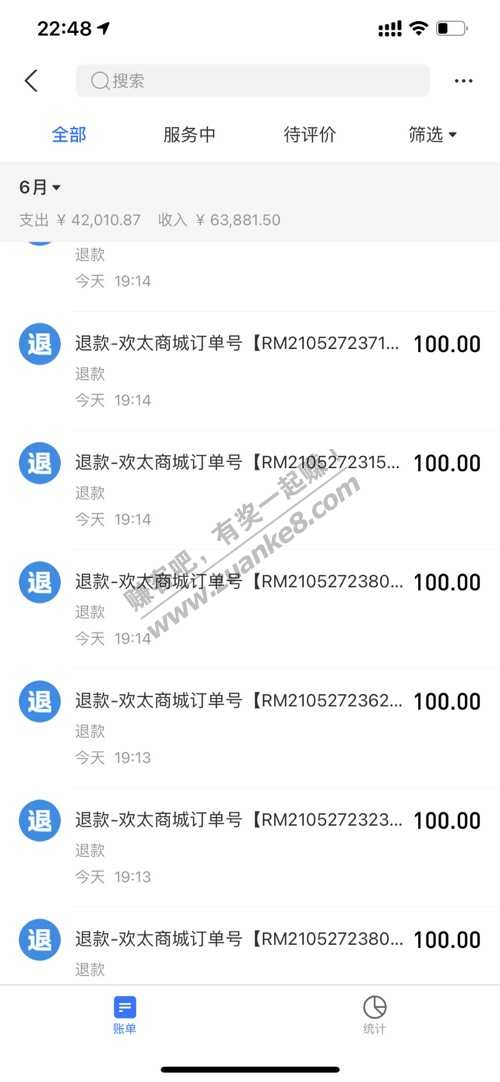 22:48
搜索
全部 服务中 待评价 筛选
6月
支出 ¥ 42,010.87 收入 ¥ 63,881.50
退款
今天 19:14
退 退款-欢太商城订单号【RM2105272371... 100.00
退款
今天 19:14
退 退款-欢太商城订单号【RM2105272315... 100.00
退款
今天 19:14
退 退款-欢太商城订单号【RM2105272380... 100.00
退款
今天 19:14
退 退款-欢太商城订单号【RM2105272362... 100.00
退款
今天 19:13
退 退款-欢太商城订单号【RM2105272323... 100.00
退款
今天 19:13
退 退款-欢太商城订单号【RM2105272380... 100.00
退款
赚客吧，有奖一起赚！
www.zuanke8.com
账单 统计